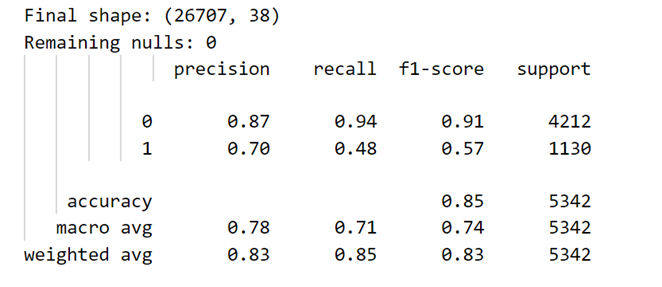 Final shape: (26707, 38)
Remaining nulls: 0
precision recall f1-score support
0 0.87 0.94 0.91 4212
1 0.70 0.48 0.57 1130
accuracy 0.85 5342
macro avg 0.78 0.71 0.74 5342
weighted avg 0.83 0.85 0.83 5342